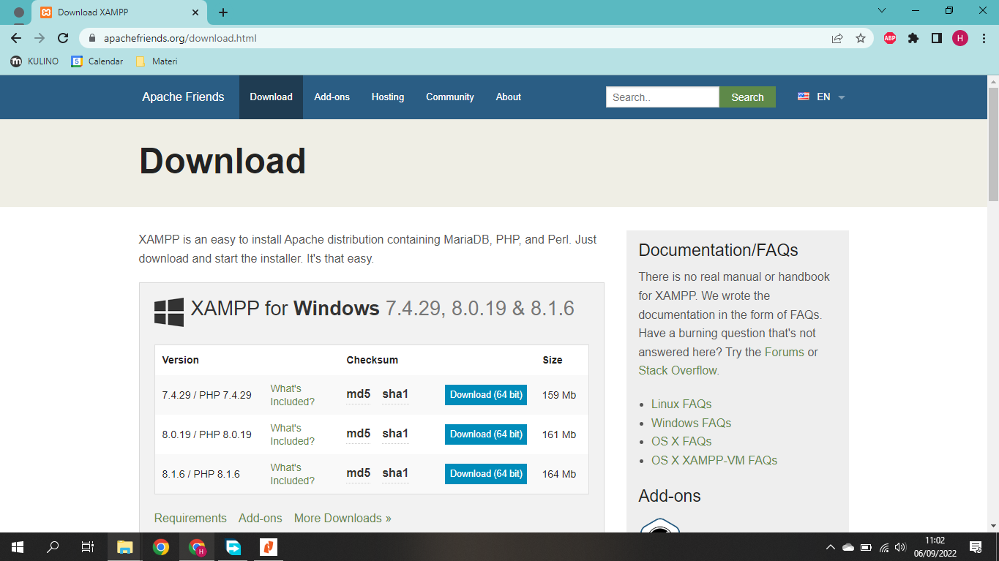 Download XAMPP
apachefriends.org/download.html
ABP
H
KULINO
5 Calendar
Materi
Apache Friends Download Add-ons Hosting Community About Search.. Search EN
Download
XAMPP is an easy to install Apache distribution containing MariaDB, PHP, and Perl. Just
download and start the installer. It's that easy.
XAMPP for Windows 7.4.29, 8.0.19 & 8.1.6
Version Checksum Size
7.4.29 / PHP 7.4.29 What's
Included? md5 sha1 Download (64 bit) 159 Mb
8.0.19 / PHP 8.0.19 What's
Included? md5 sha1 Download (64 bit) 161 Mb
8.1.6 / PHP 8.1.6 What's
Included? md5 sha1 Download (64 bit) 164 Mb
Requirements Add-ons More Downloads »
Documentation/FAQs
There is no real manual or handbook
for XAMPP. We wrote the
documentation in the form of FAQs.
Have a burning question that's not
answered here? Try the Forums or
Stack Overflow.
• Linux FAQs
• Windows FAQs
• OS X FAQs
• OS X XAMPP-VM FAQs
Add-ons
H
11:02
06/09/2022